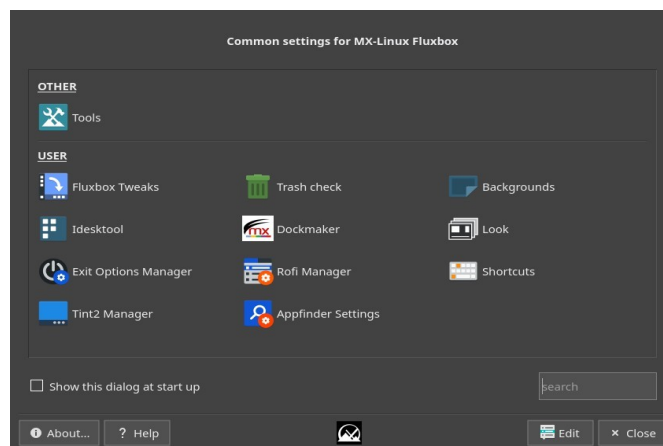 Common settings for MX-Linux Fluxbox
OTHER
Tools
USER
Fluxbox Tweaks Trash check Backgrounds
Idesktool mx Dockmaker Look
Exit Options Manager Rofi Manager Shortcuts
Tint2 Manager Appfinder Settings
Show this dialog at start up search
About... ? Help Edit × Close